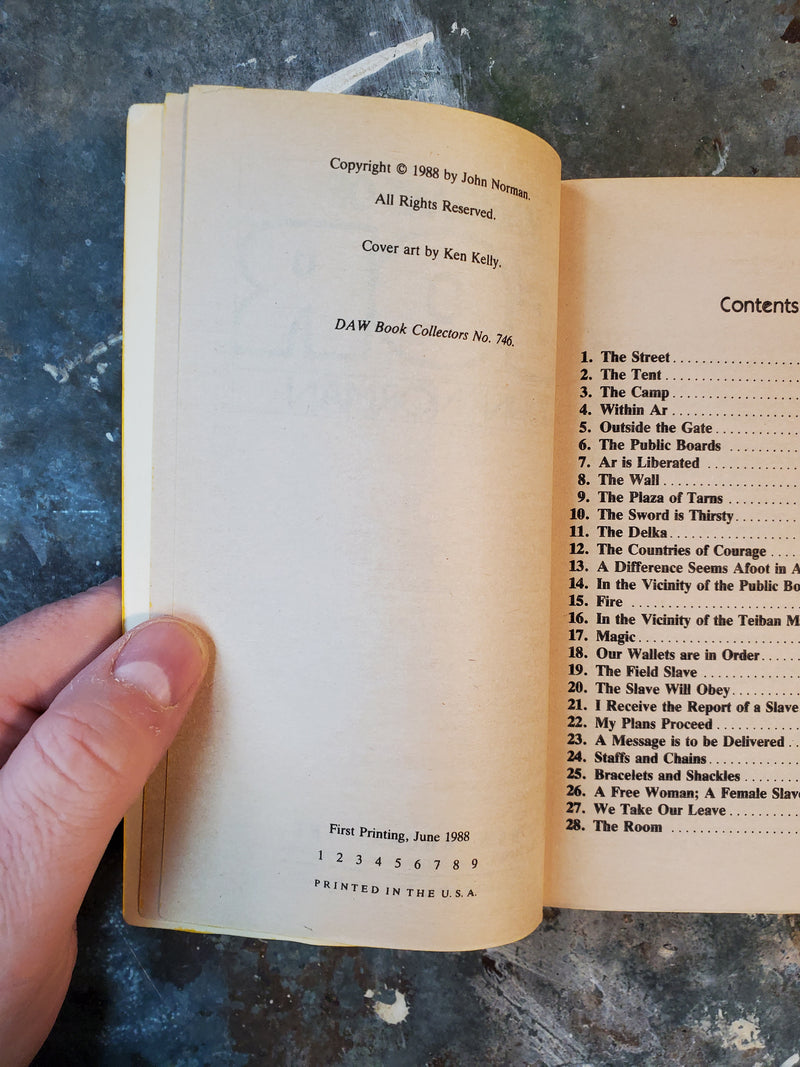 Copyright © 1988 by John Norman.
All Rights Reserved.
Cover art by Ken Kelly.
DAW Book Collectors No. 746.
First Printing, June 1988
1 2 3 4 5 6 7 8 9
PRINTED IN THE U.S.A.
Contents
1. The Street
2. The Tent
3. The Camp
4. Within Ar
5. Outside the Gate
6. The Public Boards
7. Ar is Liberated
8. The Wall
9. The Plaza of Tarns
10. The Sword is Thirsty
11. The Delka
12. The Countries of Courage
13. A Difference Seems Afoot in
14. In the Vicinity of the Public
15. Fire
16. In the Vicinity of the Teiban
17. Magic
18. Our Wallets are in Order
19. The Field Slave
20. The Slave Will Obey
21. I Receive the Report of a Slave
22. My Plans Proceed
23. A Message is to be Delivered
24. Staffs and Chains
25. Bracelets and Shackles
26. A Free Woman; A Female Slave
27. We Take Our Leave
28. The Room